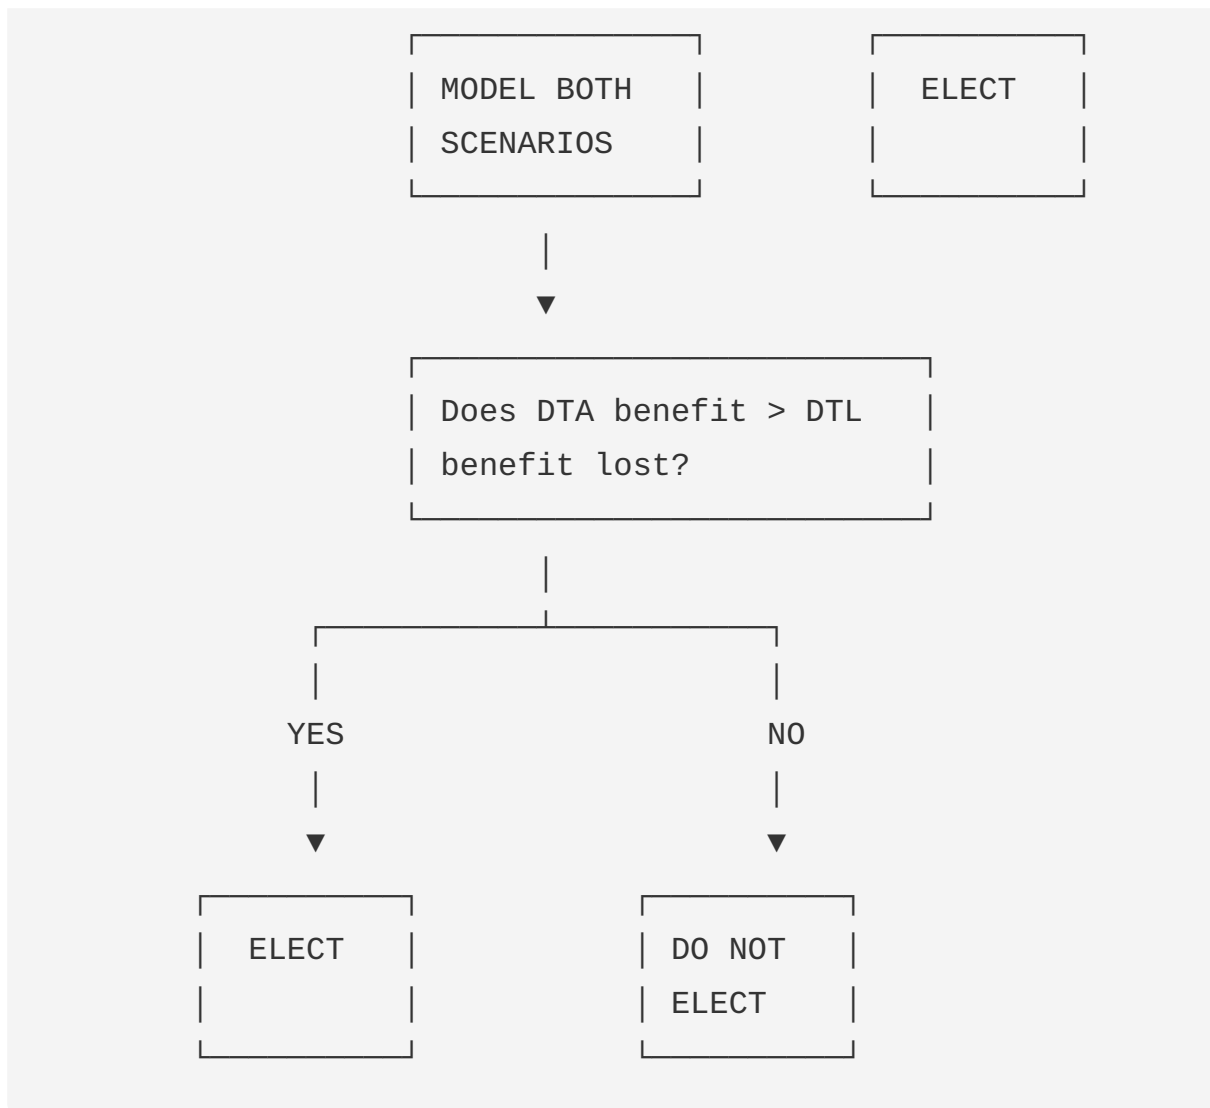 MODEL BOTH
SCENARIOS
ELECT
Does DTA benefit > DTL
benefit lost?
YES
NO
ELECT
DO NOT
ELECT